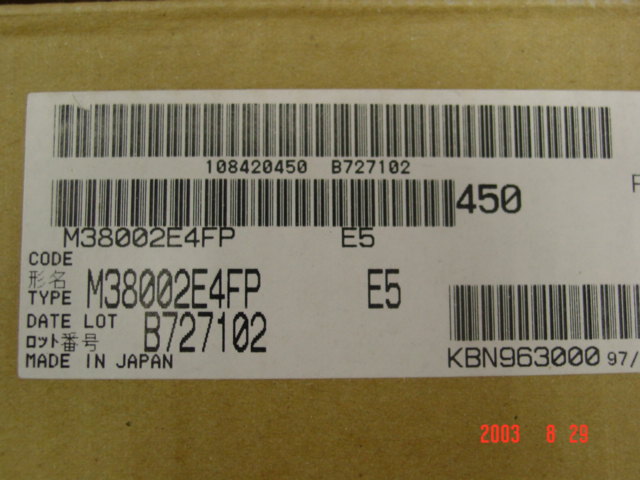 108420450 B727102
450
M38002E4FP E5
CODE
形名
TYPE M38002E4FP E5
DATE LOT
ロット番号 B727102
MADE IN JAPAN
KBN963000 97/
2003 8 29